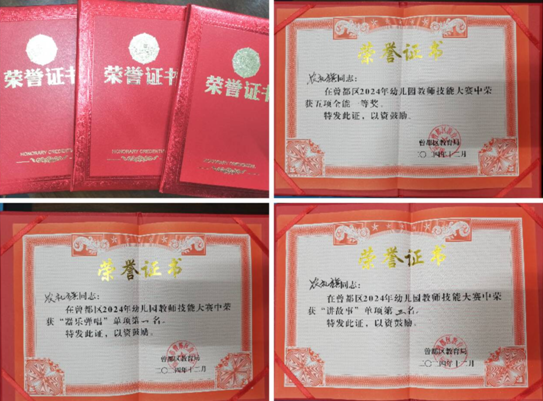 荣誉证书
荣誉证书
荣誉证书
HONORARY CREDENTIAL
荣誉证书
同志：
在曾都区2024年幼儿园教师技能大赛中荣
获五项全能一等奖。
特发此证，以资鼓励。
曾都区教育局
二〇二四年十二月
荣誉证书
同志：
在曾都区2024年幼儿园教师技能大赛中荣
获“器乐弹唱”单项第一名。
特发此证，以资鼓励。
曾都区教育局
二〇二四年十二月
荣誉证书
同志：
在曾都区2024年幼儿园教师技能大赛中荣
获“讲故事”单项第三名。
特发此证，以资鼓励。
曾都区教育局
二〇二四年十二月